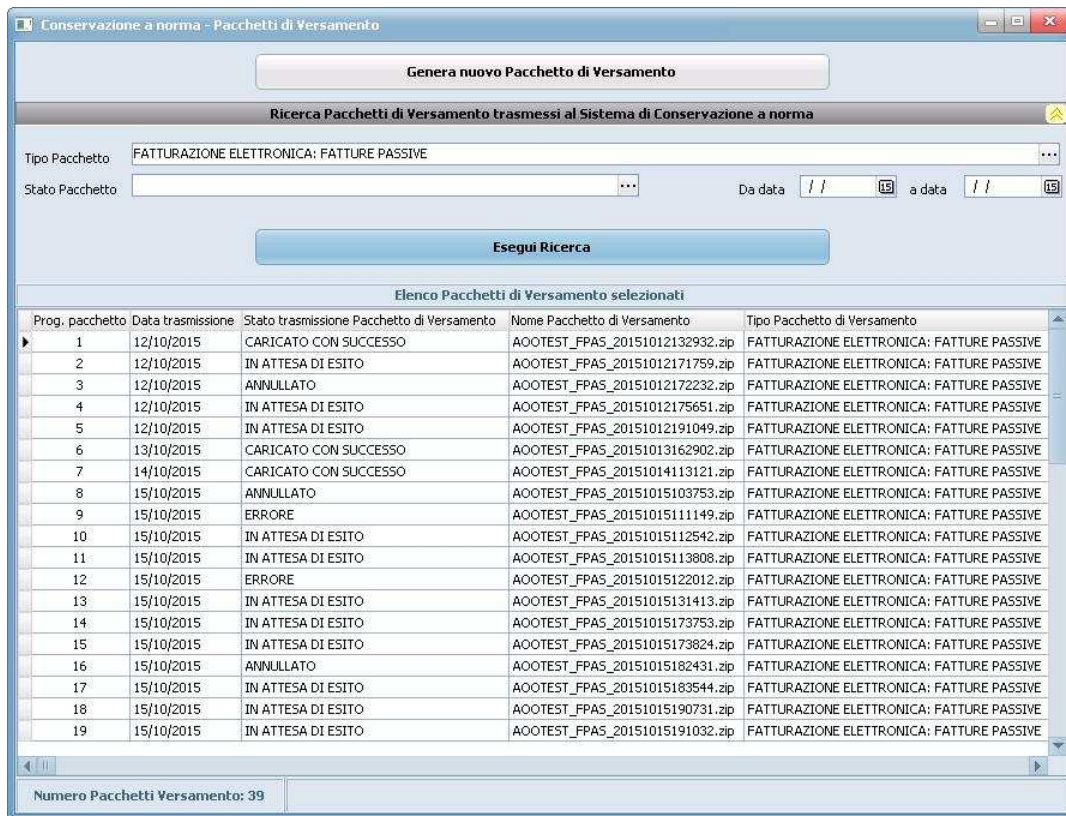 Conservazione a norma - Pacchetti di Versamento
Genera nuovo Pacchetto di Versamento
Ricerca Pacchetti di Versamento trasmessi al Sistema di Conservazione a norma
Tipo Pacchetto FATTURAZIONE ELETTRONICA: FATTURE PASSIVE ...
Stato Pacchetto ... Da data / / 15 a data / / 15
Esegui Ricerca
Elenco Pacchetti di Versamento selezionati
Prog. pacchetto Data trasmissione Stato trasmissione Pacchetto di Versamento Nome Pacchetto di Versamento Tipo Pacchetto di Versamento
1 12/10/2015 CARICATO CON SUCCESSO AOOTEST_FPAS_20151012132932.zip FATTURAZIONE ELETTRONICA: FATTURE PASSIVE
2 12/10/2015 IN ATTESA DI ESITO AOOTEST_FPAS_20151012171759.zip FATTURAZIONE ELETTRONICA: FATTURE PASSIVE
3 12/10/2015 ANNULLATO AOOTEST_FPAS_20151012172232.zip FATTURAZIONE ELETTRONICA: FATTURE PASSIVE
4 12/10/2015 IN ATTESA DI ESITO AOOTEST_FPAS_20151012175651.zip FATTURAZIONE ELETTRONICA: FATTURE PASSIVE
5 12/10/2015 IN ATTESA DI ESITO AOOTEST_FPAS_20151012191049.zip FATTURAZIONE ELETTRONICA: FATTURE PASSIVE
6 13/10/2015 CARICATO CON SUCCESSO AOOTEST_FPAS_20151013162902.zip FATTURAZIONE ELETTRONICA: FATTURE PASSIVE
7 14/10/2015 CARICATO CON SUCCESSO AOOTEST_FPAS_20151014113121.zip FATTURAZIONE ELETTRONICA: FATTURE PASSIVE
8 15/10/2015 ANNULLATO AOOTEST_FPAS_20151015103753.zip FATTURAZIONE ELETTRONICA: FATTURE PASSIVE
9 15/10/2015 ERRORE AOOTEST_FPAS_20151015111149.zip FATTURAZIONE ELETTRONICA: FATTURE PASSIVE
10 15/10/2015 IN ATTESA DI ESITO AOOTEST_FPAS_20151015112542.zip FATTURAZIONE ELETTRONICA: FATTURE PASSIVE
11 15/10/2015 IN ATTESA DI ESITO AOOTEST_FPAS_20151015113808.zip FATTURAZIONE ELETTRONICA: FATTURE PASSIVE
12 15/10/2015 ERRORE AOOTEST_FPAS_20151015122012.zip FATTURAZIONE ELETTRONICA: FATTURE PASSIVE
13 15/10/2015 IN ATTESA DI ESITO AOOTEST_FPAS_20151015131413.zip FATTURAZIONE ELETTRONICA: FATTURE PASSIVE
14 15/10/2015 IN ATTESA DI ESITO AOOTEST_FPAS_20151015173753.zip FATTURAZIONE ELETTRONICA: FATTURE PASSIVE
15 15/10/2015 IN ATTESA DI ESITO AOOTEST_FPAS_20151015173824.zip FATTURAZIONE ELETTRONICA: FATTURE PASSIVE
16 15/10/2015 ANNULLATO AOOTEST_FPAS_20151015182431.zip FATTURAZIONE ELETTRONICA: FATTURE PASSIVE
17 15/10/2015 IN ATTESA DI ESITO AOOTEST_FPAS_20151015183544.zip FATTURAZIONE ELETTRONICA: FATTURE PASSIVE
18 15/10/2015 IN ATTESA DI ESITO AOOTEST_FPAS_20151015190731.zip FATTURAZIONE ELETTRONICA: FATTURE PASSIVE
19 15/10/2015 IN ATTESA DI ESITO AOOTEST_FPAS_20151015191032.zip FATTURAZIONE ELETTRONICA: FATTURE PASSIVE
Numero Pacchetti Versamento: 39